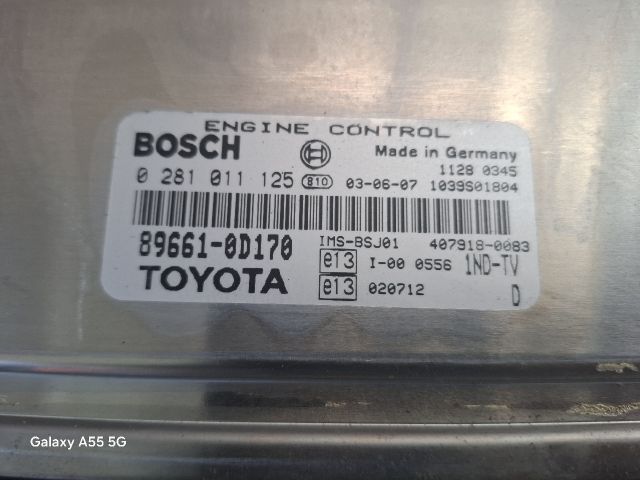 ENGINE CONTROL
BOSCH Made in Germany
1128 0345
0 281 011 125 B10 03-06-07 1039S01804
89661-0D170 IMS-BSJ01 407918-0083
e13 I-00 0556 1ND-TV
TOYOTA e13 020712 D
Galaxy A55 5G